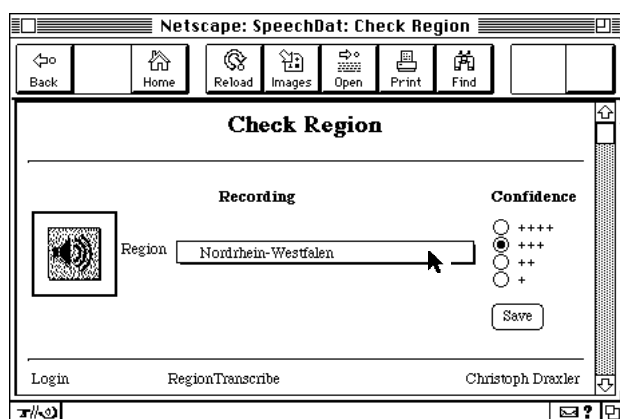 Netscape: SpeechDat: Check Region
Back Home Reload Images Open Print Find
Check Region
Recording Confidence
++++
Region Nordrhein-Westfalen +++
++
+
Save
Login RegionTranscribe Christoph Draxler
?